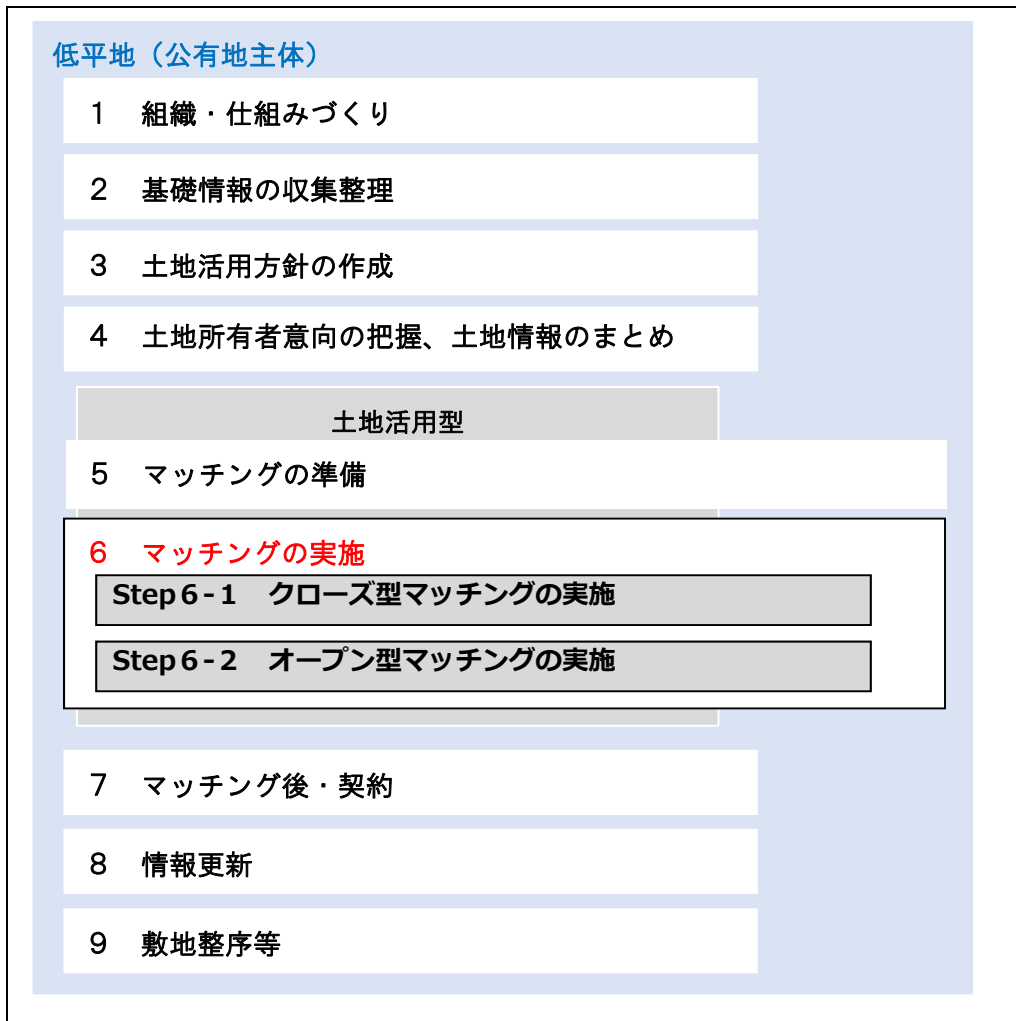 低平地（公有地主体）
１　組織・仕組みづくり
２　基礎情報の収集整理
３　土地活用方針の作成
４　土地所有者意向の把握、土地情報のまとめ
土地活用型
５　マッチングの準備
６　マッチングの実施
Step６-１　クローズ型マッチングの実施
Step６-２　オープン型マッチングの実施
７　マッチング後・契約
８　情報更新
９　敷地整序等